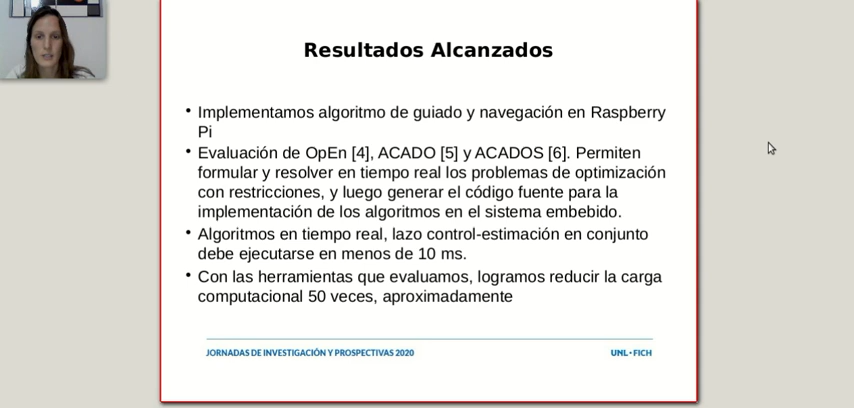 Resultados Alcanzados
• Implementamos algoritmo de guiado y navegación en Raspberry
Pi
• Evaluación de OpEn [4], ACADO [5] y ACADOS [6]. Permiten
formular y resolver en tiempo real los problemas de optimización
con restricciones, y luego generar el código fuente para la
implementación de los algoritmos en el sistema embebido.
• Algoritmos en tiempo real, lazo control-estimación en conjunto
debe ejecutarse en menos de 10 ms.
• Con las herramientas que evaluamos, logramos reducir la carga
computacional 50 veces, aproximadamente
JORNADAS DE INVESTIGACIÓN Y PROSPECTIVAS 2020
UNL•FICH